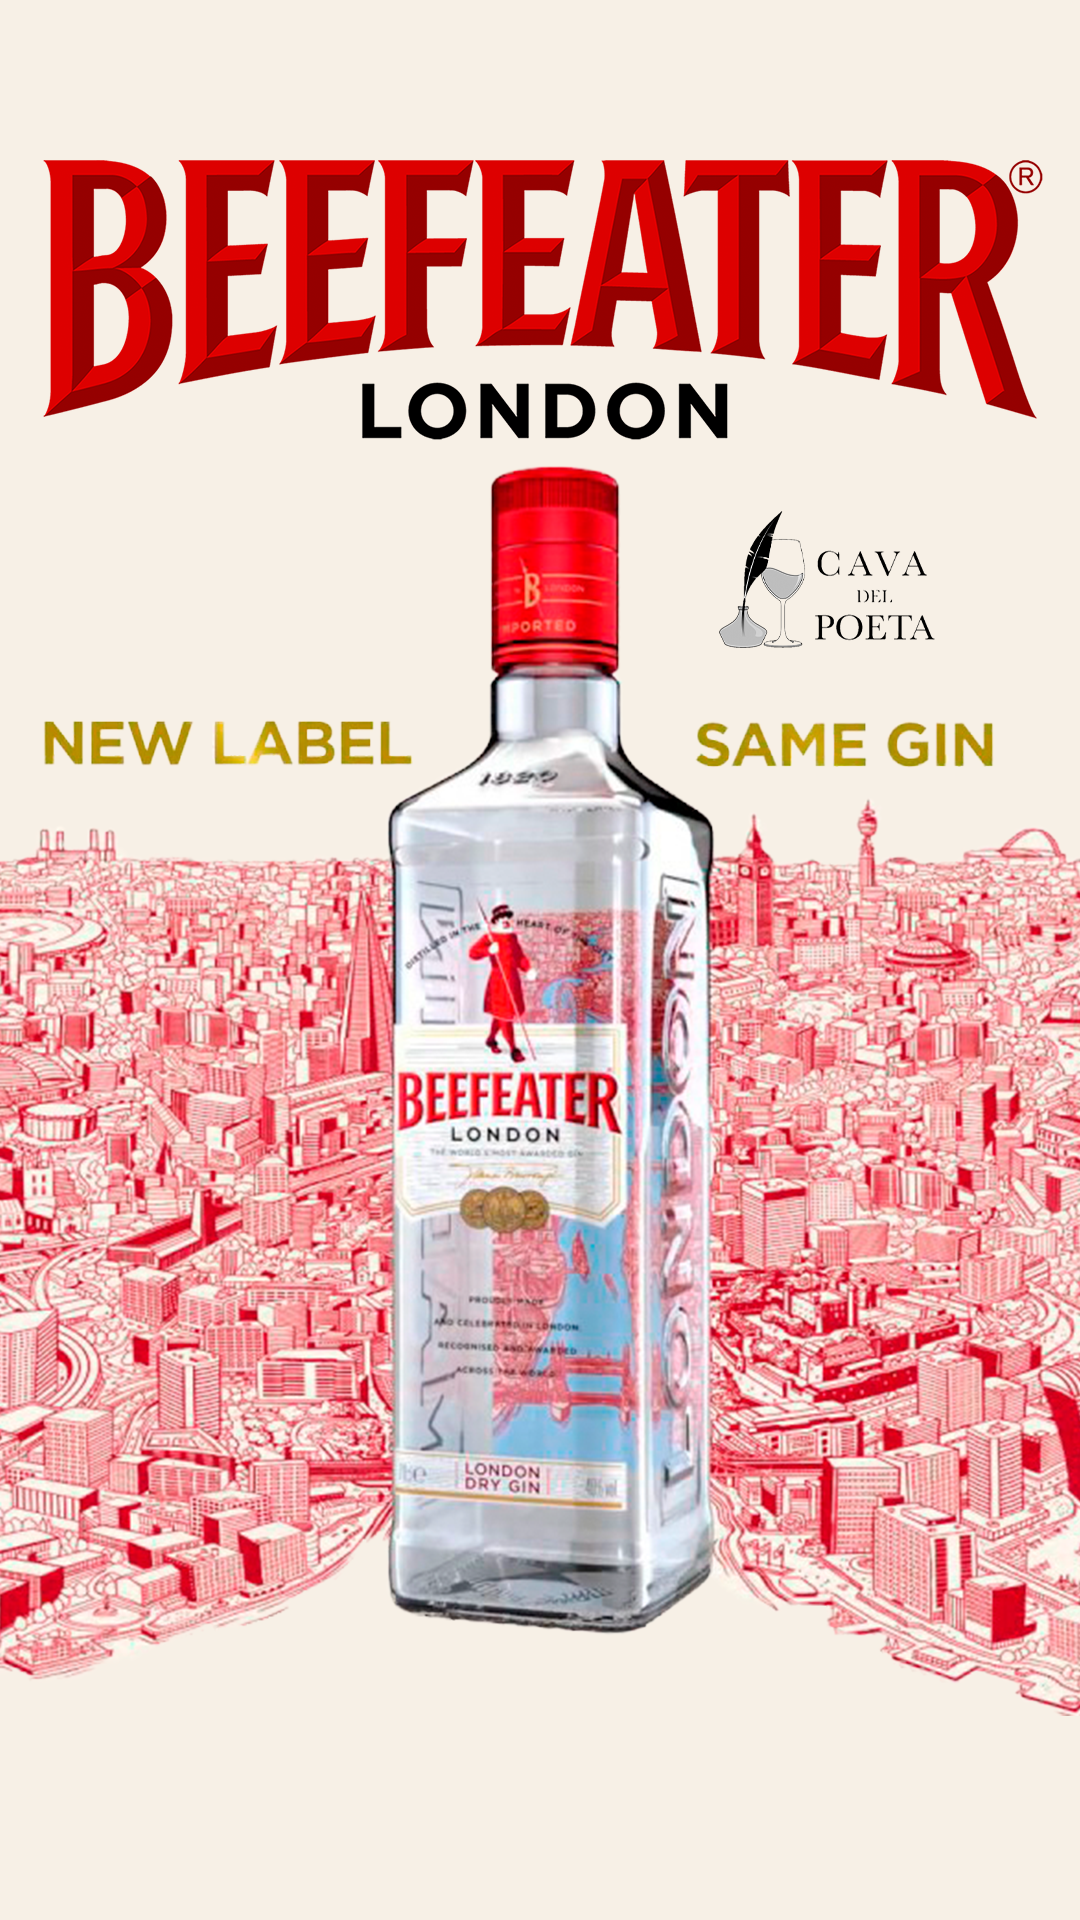 BEEFEATER®
LONDON
B LONDON
IMPORTED
CAVA
DEL
POETA
NEW LABEL
SAME GIN
1820
DISTILLED IN THE HEART OF
BEEFEATER
LONDON
THE WORLD'S MOST AWARDED GIN
PROUDLY MADE
AND CELEBRATED IN LONDON
RECOGNISED AND AWARDED
ACROSS THE WORLD
LONDON
DRY GIN
LONDON